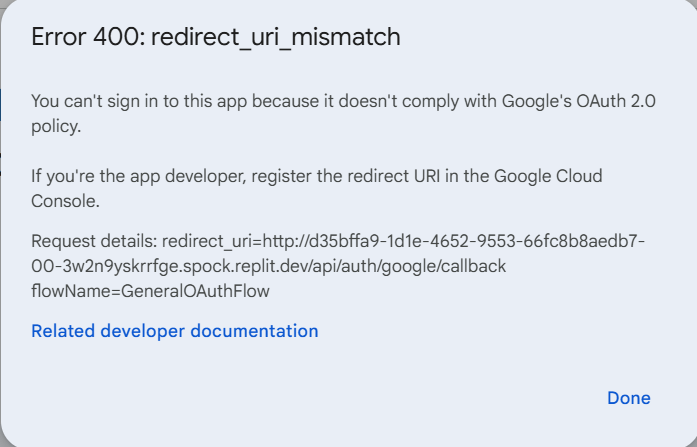 Error 400: redirect_uri_mismatch
You can't sign in to this app because it doesn't comply with Google's OAuth 2.0
policy.
If you're the app developer, register the redirect URI in the Google Cloud
Console.
Request details: redirect_uri=http://d35bffa9-1d1e-4652-9553-66fc8b8aedb7-
00-3w2n9yskrrfge.spock.replit.dev/api/auth/google/callback
flowName=GeneralOAuthFlow
Related developer documentation
Done